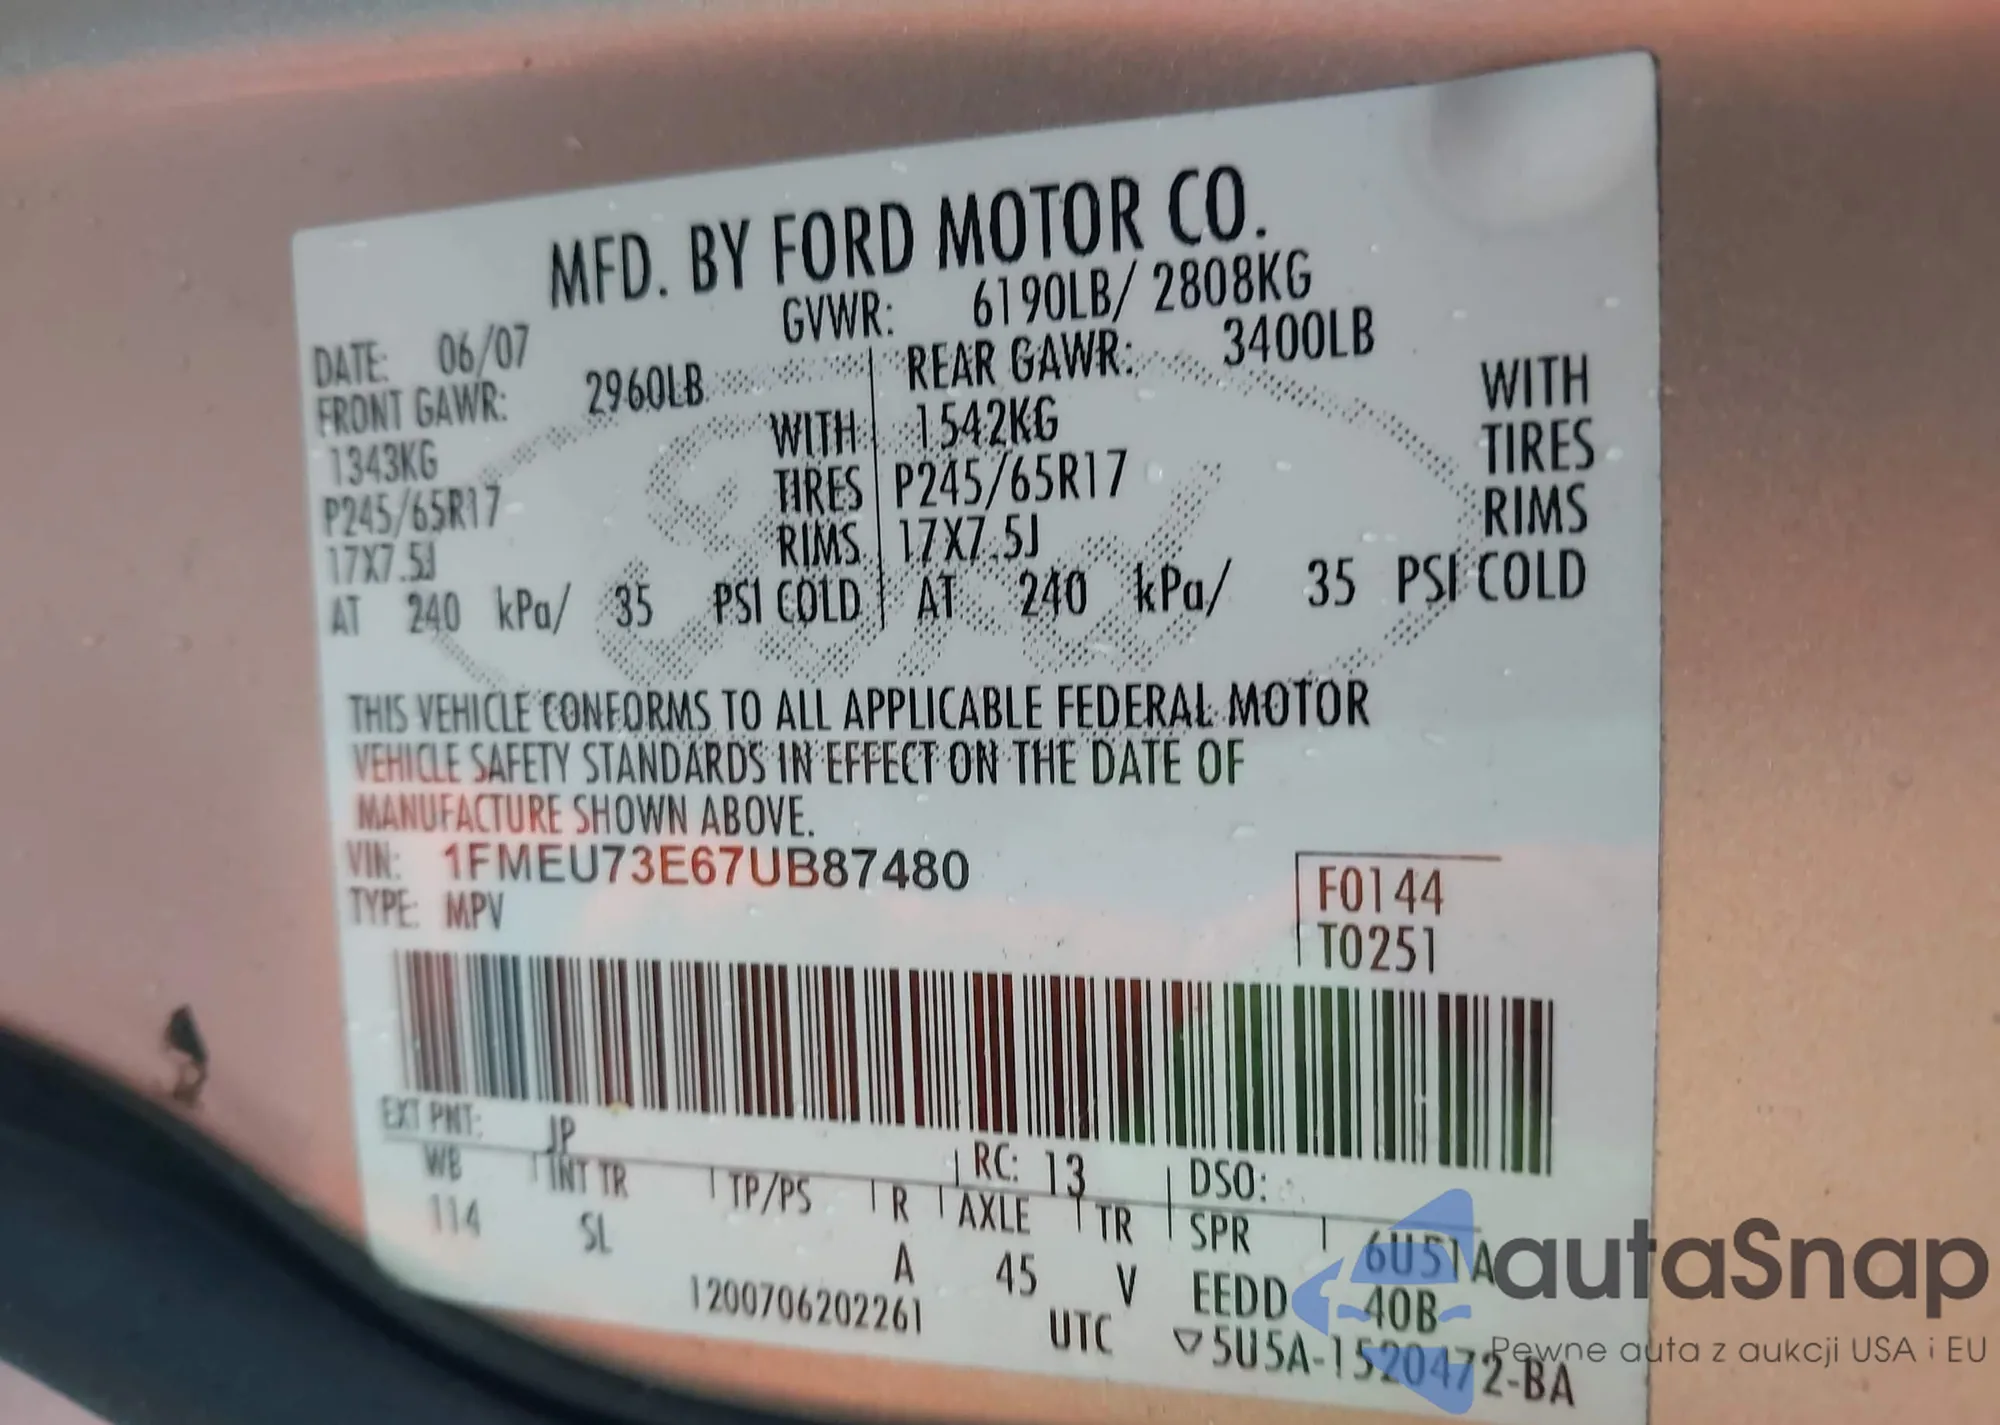 MFD. BY FORD MOTOR CO.
DATE: 06/07 GVWR: 6190LB/ 2808KG
FRONT GAWR: 2960LB REAR GAWR: 3400LB
1343KG WITH 1542KG WITH
P245/65R17 TIRES P245/65R17 TIRES
17X7.5J RIMS 17X7.5J RIMS
AT 240 kPa/ 35 PSI COLD AT 240 kPa/ 35 PSI COLD
THIS VEHICLE CONFORMS TO ALL APPLICABLE FEDERAL MOTOR
VEHICLE SAFETY STANDARDS IN EFFECT ON THE DATE OF
MANUFACTURE SHOWN ABOVE.
VIN: 1FMEU73E67UB87480 F0144
TYPE: MPV T0251
EXT PNT: JP RC: 13 DSO:
WB INT TR TP/PS R AXLE TR SPR 6U51A
114 SL A 45 V EEDD 40B
1200706202261 UTC ▽5U5A-1520472-BA
autaSnap
Pewne auta z aukcji USA i EU